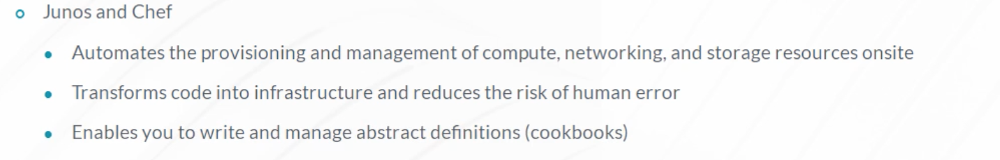 Junos and Chef
Automates the provisioning and management of compute, networking, and storage resources onsite
Transforms code into infrastructure and reduces the risk of human error
Enables you to write and manage abstract definitions (cookbooks)